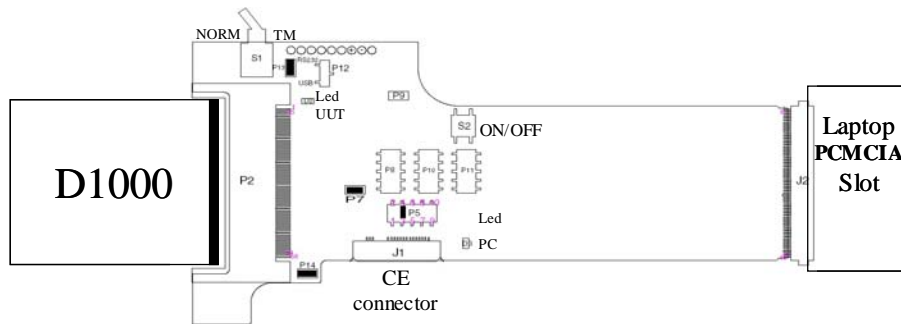 NORM TM
S1
P13
RS232
P12
USB
Led
UUT
P9
S2 ON/OFF
D1000
P2
P8 P10 P11
P7
P5
Led
PC
J1
P14
CE
connector
J2
Laptop
PCMCIA
Slot